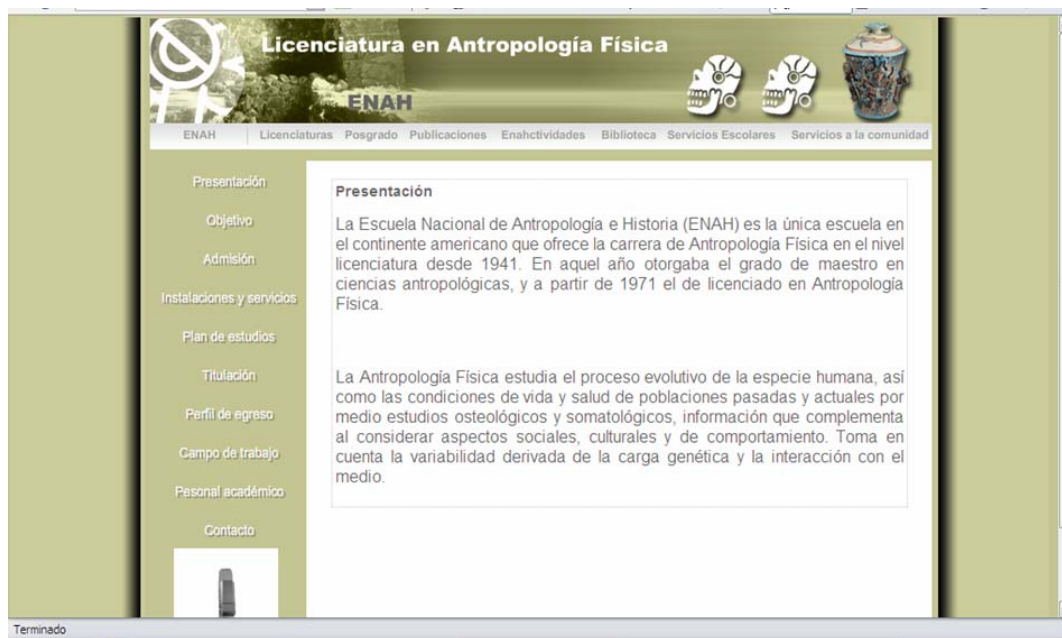 Licenciatura en Antropología Física
ENAH
ENAH Licenciaturas Posgrado Publicaciones Enahctividades Biblioteca Servicios Escolares Servicios a la comunidad
Presentación
Objetivo
Admisión
Instalaciones y servicios
Plan de estudios
Titulación
Perfil de egreso
Campo de trabajo
Pesonal académico
Contacto
Presentación
La Escuela Nacional de Antropología e Historia (ENAH) es la única escuela en
el continente americano que ofrece la carrera de Antropología Física en el nivel
licenciatura desde 1941. En aquel año otorgaba el grado de maestro en
ciencias antropológicas, y a partir de 1971 el de licenciado en Antropología
Física.
La Antropología Física estudia el proceso evolutivo de la especie humana, así
como las condiciones de vida y salud de poblaciones pasadas y actuales por
medio estudios osteológicos y somatológicos, información que complementa
al considerar aspectos sociales, culturales y de comportamiento. Toma en
cuenta la variabilidad derivada de la carga genética y la interacción con el
medio.
Terminado